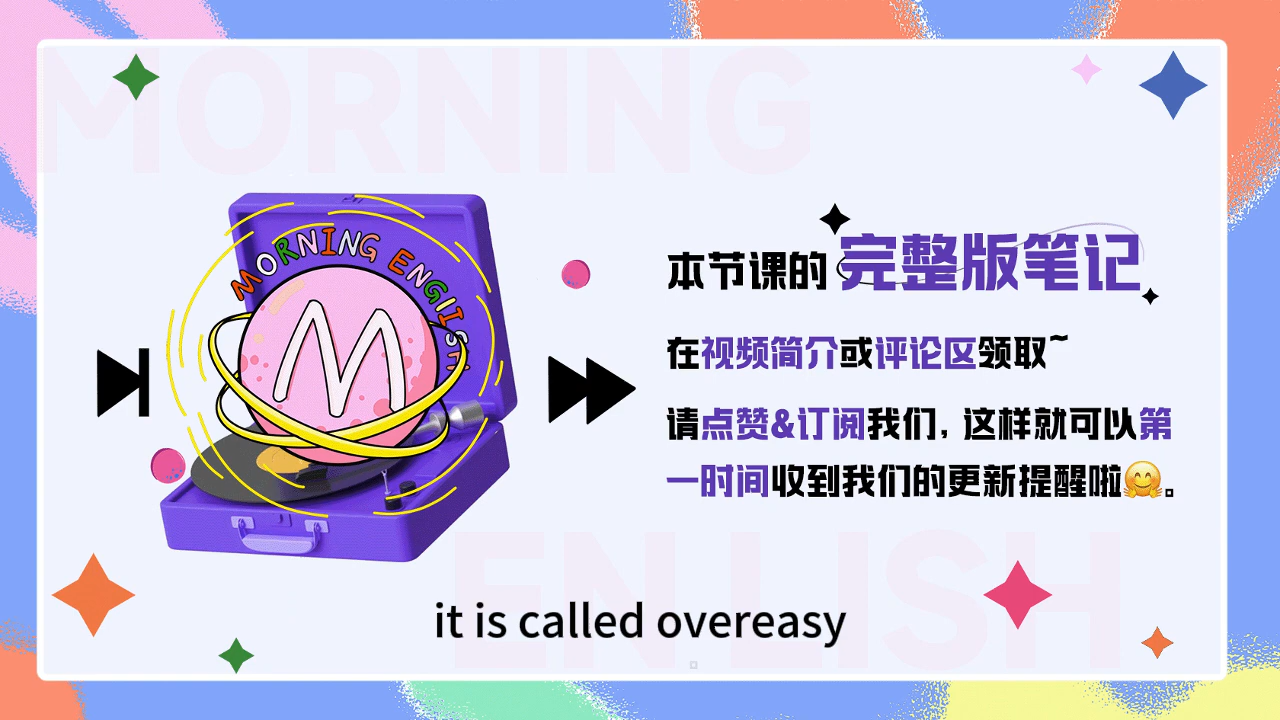 MORNING
MORNING ENGlISH
M
本节课的 完整版笔记
在视频简介或评论区领取~
请点赞&订阅我们, 这样就可以第
一时间收到我们的更新提醒啦🤗。
EN LISH
it is called overeasy